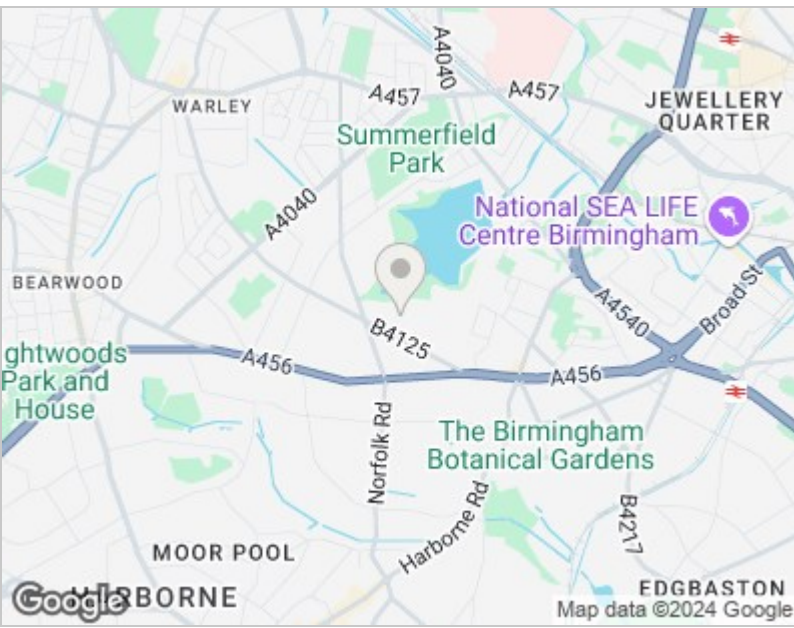 A4040
A457
A457
WARLEY
JEWELLERY
QUARTER
Summerfield
Park
A4040
National SEA LIFE
Centre Birmingham
BEARWOOD
A4540
Broad St
B4125
ghtwoods
Park and
House
A456
A456
Norfolk Rd
The Birmingham
Botanical Gardens
Harborne Rd
B4217
MOOR POOL
Google
RBORNE
EDGBASTON
Map data ©2024 Google